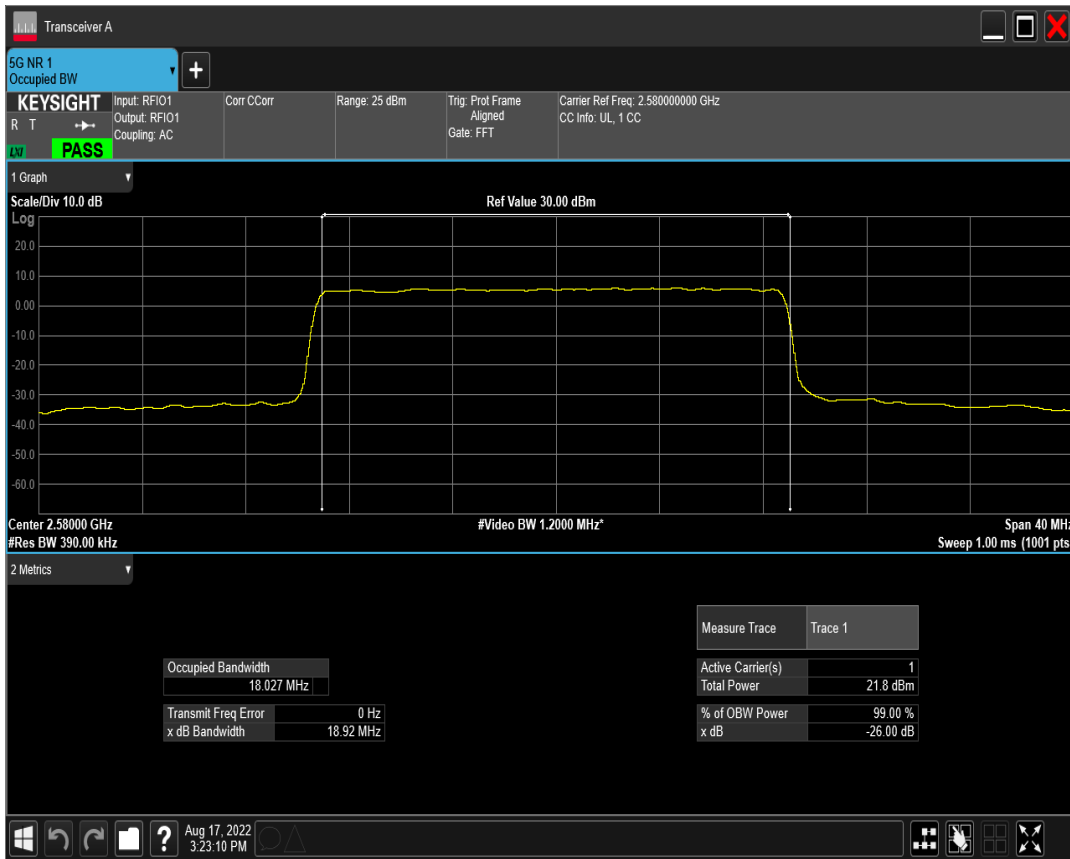 Transceiver A
5G NR 1
Occupied BW
KEYSIGHT
R T
LXI
PASS
Input: RFIO1
Output: RFIO1
Coupling: AC
Corr CCorr
Range: 25 dBm
Trig: Prot Frame
Aligned
Gate: FFT
Carrier Ref Freq: 2.580000000 GHz
CC Info: UL, 1 CC
1 Graph
Scale/Div 10.0 dB
Ref Value 30.00 dBm
Log
20.0
10.0
0.00
-10.0
-20.0
-30.0
-40.0
-50.0
-60.0
Center 2.58000 GHz
#Video BW 1.2000 MHz*
Span 40 MHz
#Res BW 390.00 kHz
Sweep 1.00 ms (1001 pts
2 Metrics
Measure Trace Trace 1
Occupied Bandwidth
18.027 MHz
Active Carrier(s) 1
Total Power 21.8 dBm
Transmit Freq Error 0 Hz
x dB Bandwidth 18.92 MHz
% of OBW Power 99.00 %
x dB -26.00 dB
?
Aug 17, 2022
3:23:10 PM